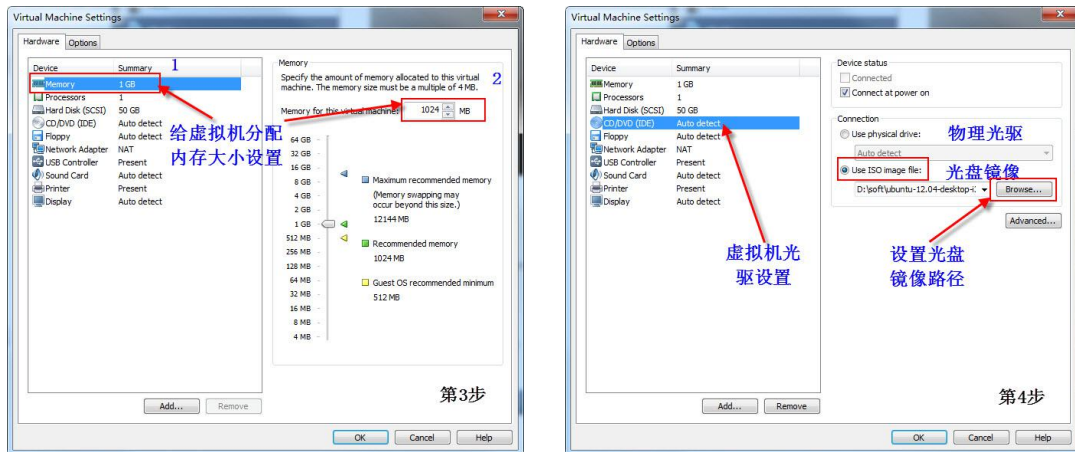 Virtual Machine Settings
Hardware Options
Device Summary 1
Memory 1 GB
Processors 1
Hard Disk (SCSI) 50 GB
CD/DVD (IDE) Auto detect
Floppy Auto detect
Network Adapter NAT
USB Controller Present
Sound Card Auto detect
Printer Present
Display Auto detect
给虚拟机分配
内存大小设置
Add... Remove
Memory
Specify the amount of memory allocated to this virtual
machine. The memory size must be a multiple of 4 MB.
2
Memory for this virtual machine: 1024 MB
64 GB
32 GB
16 GB
8 GB
4 GB
2 GB
1 GB
512 MB
256 MB
128 MB
64 MB
32 MB
16 MB
8 MB
4 MB
Maximum recommended memory
(Memory swapping may
occur beyond this size.)
12144 MB
Recommended memory
1024 MB
Guest OS recommended minimum
512 MB
第3步
OK Cancel Help
Virtual Machine Settings
Hardware Options
Device Summary
Memory 1 GB
Processors 1
Hard Disk (SCSI) 50 GB
CD/DVD (IDE) Auto detect
Floppy Auto detect
Network Adapter NAT
USB Controller Present
Sound Card Auto detect
Printer Present
Display Auto detect
虚拟机光
驱设置
Add... Remove
Device status
Connected
Connect at power on
Connection
Use physical drive: 物理光驱
Auto detect
Use ISO image file: 光盘镜像
D:\soft\ubuntu-12.04-desktop-i: Browse...
Advanced...
设置光盘
镜像路径
第4步
OK Cancel Help